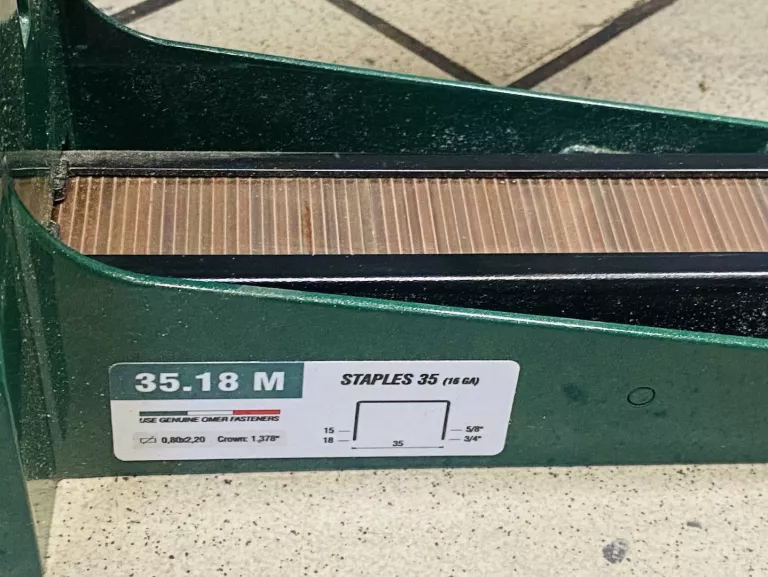 35.18 M
USE GENUINE OMER FASTENERS
0,80x2,20 Crown: 1,378"
STAPLES 35 (16 GA)
15 5/8"
18 3/4"
35